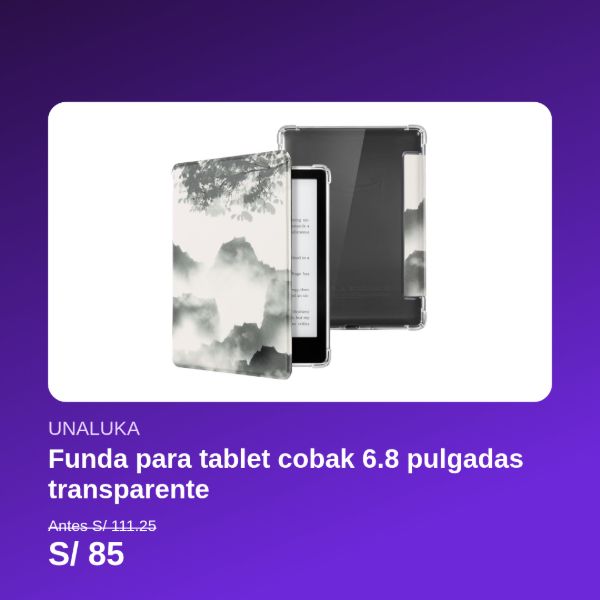 UNALUKA
Funda para tablet cobak 6.8 pulgadas
transparente
Antes S/ 111.25
S/ 85